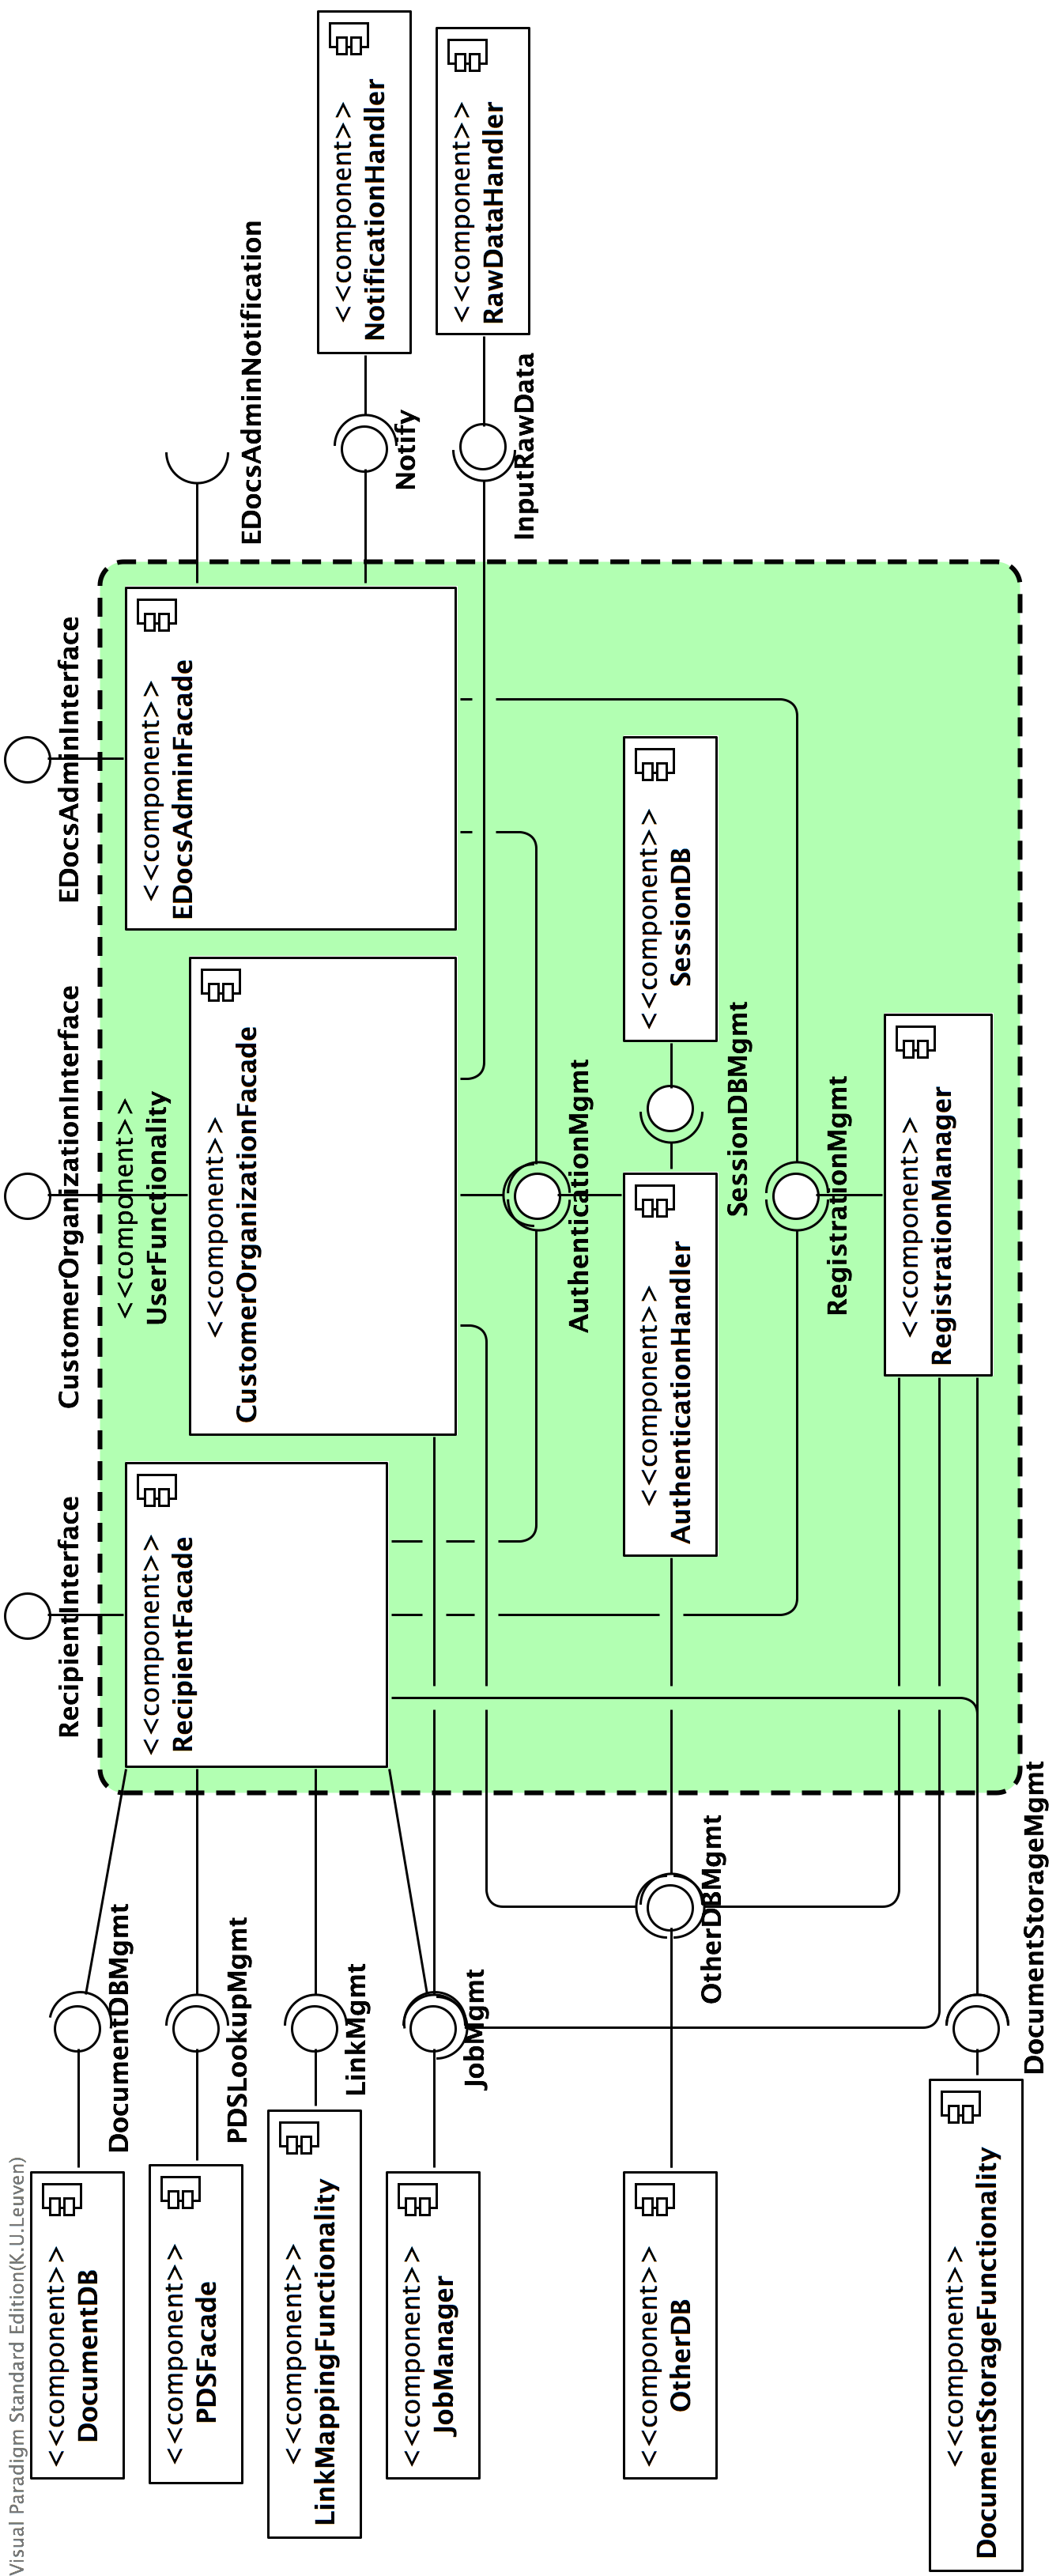 Visual Paradigm Standard Edition(K.U.Leuven)
RecipientInterface
CustomerOrganizationInterface
EDocsAdminInterface
<<component>>
UserFunctionality
<<component>>
DocumentDB
DocumentDBMgmt
<<component>>
RecipientFacade
<<component>>
CustomerOrganizationFacade
<<component>>
EDocsAdminFacade
EDocsAdminNotification
<<component>>
PDSFacade
PDSLookupMgmt
<<component>>
LinkMappingFunctionality
LinkMgmt
Notify
<<component>>
NotificationHandler
<<component>>
JobManager
JobMgmt
InputRawData
<<component>>
RawDataHandler
AuthenticationMgmt
<<component>>
OtherDB
OtherDBMgmt
<<component>>
AuthenticationHandler
SessionDBMgmt
<<component>>
SessionDB
RegistrationMgmt
<<component>>
RegistrationManager
<<component>>
DocumentStorageFunctionality
DocumentStorageMgmt